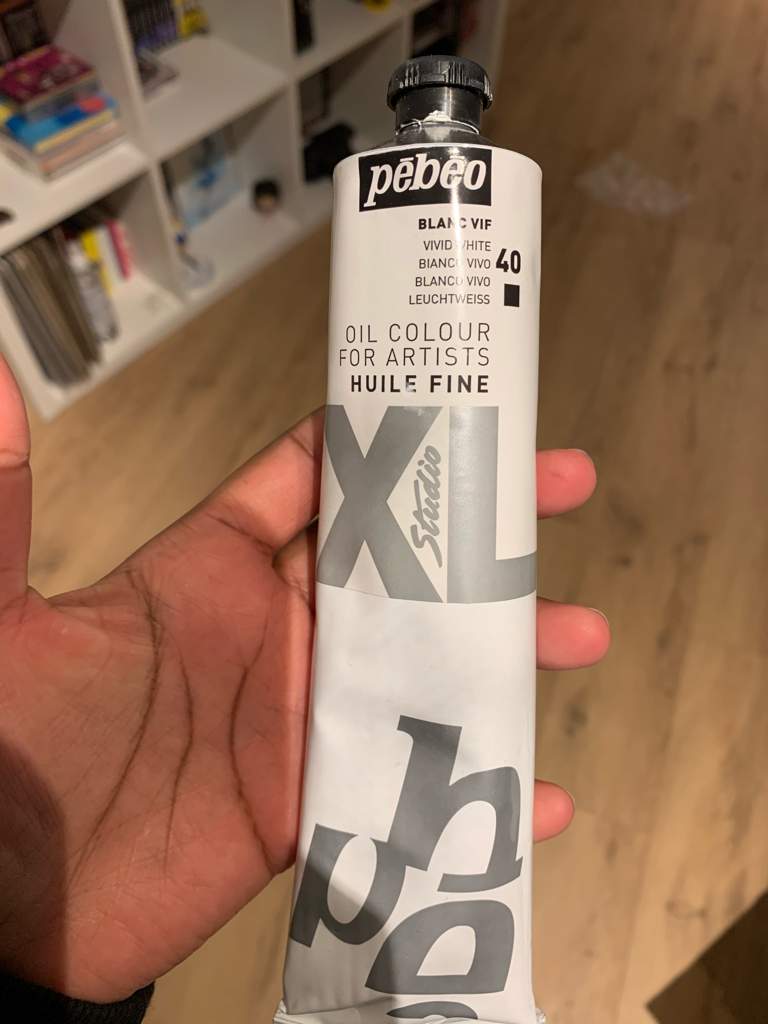 pēbēo
BLANC VIF
VIVID WHITE
BIANCO VIVO
BLANCO VIVO
LEUCHTWEISS
40
OIL COLOUR
FOR ARTISTS
HUILE FINE
XL
Studio